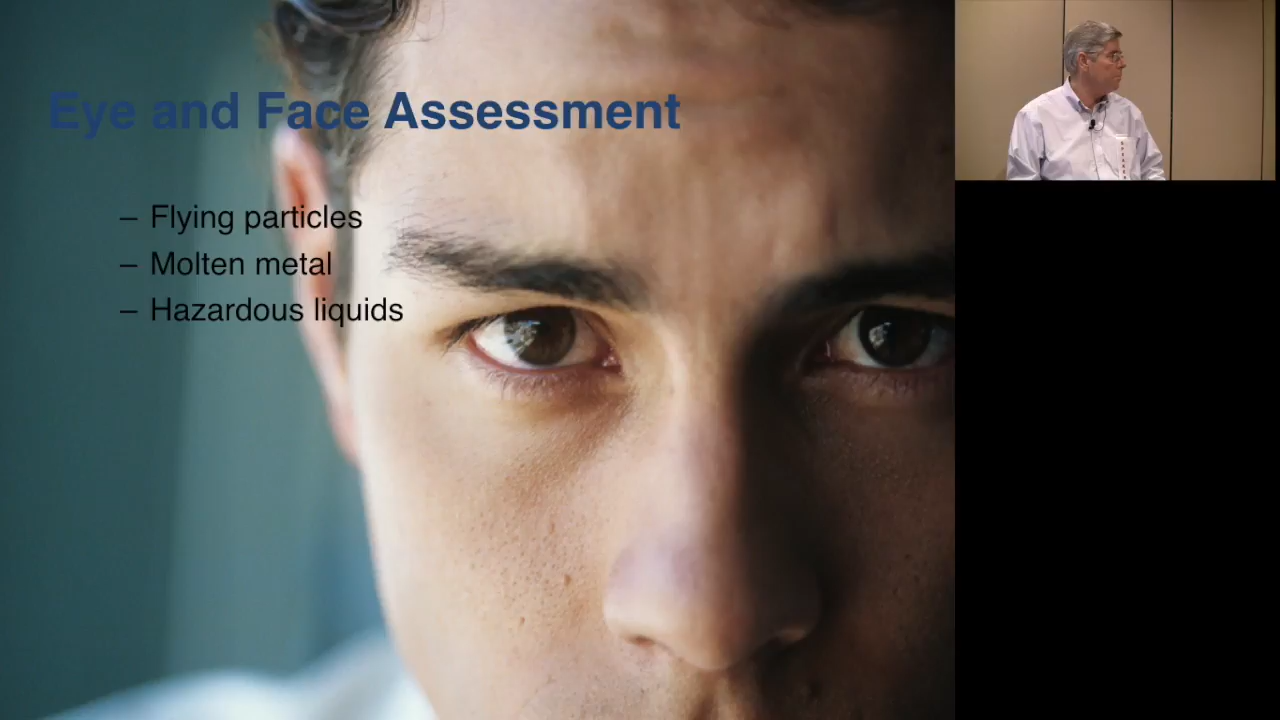 Eye and Face Assessment
– Flying particles
– Molten metal
– Hazardous liquids